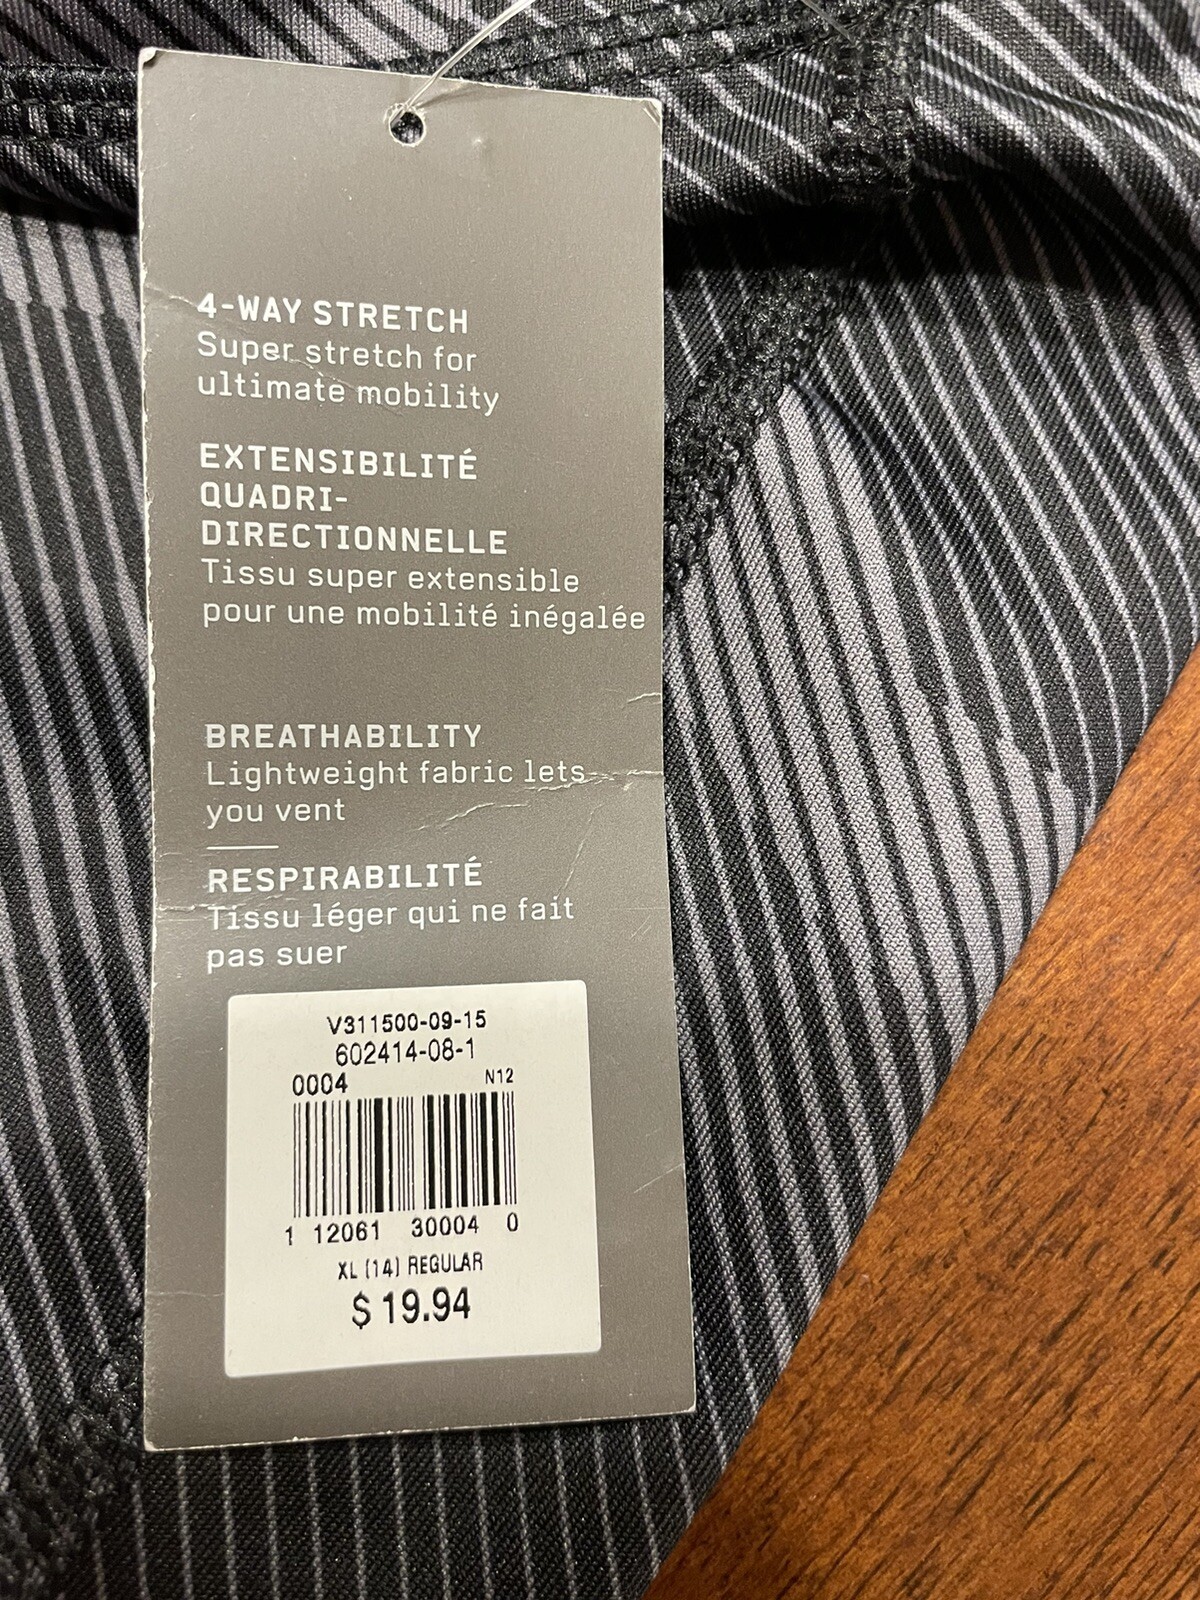 4-WAY STRETCH
Super stretch for
ultimate mobility
EXTENSIBILITÉ
QUADRI-
DIRECTIONNELLE
Tissu super extensible
pour une mobilité inégalée
BREATHABILITY
Lightweight fabric lets
you vent
RESPIRABILITÉ
Tissu léger qui ne fait
pas suer
V311500-09-15
602414-08-1
0004 N12
1 12061 30004 0
XL (14) REGULAR
$ 19.94